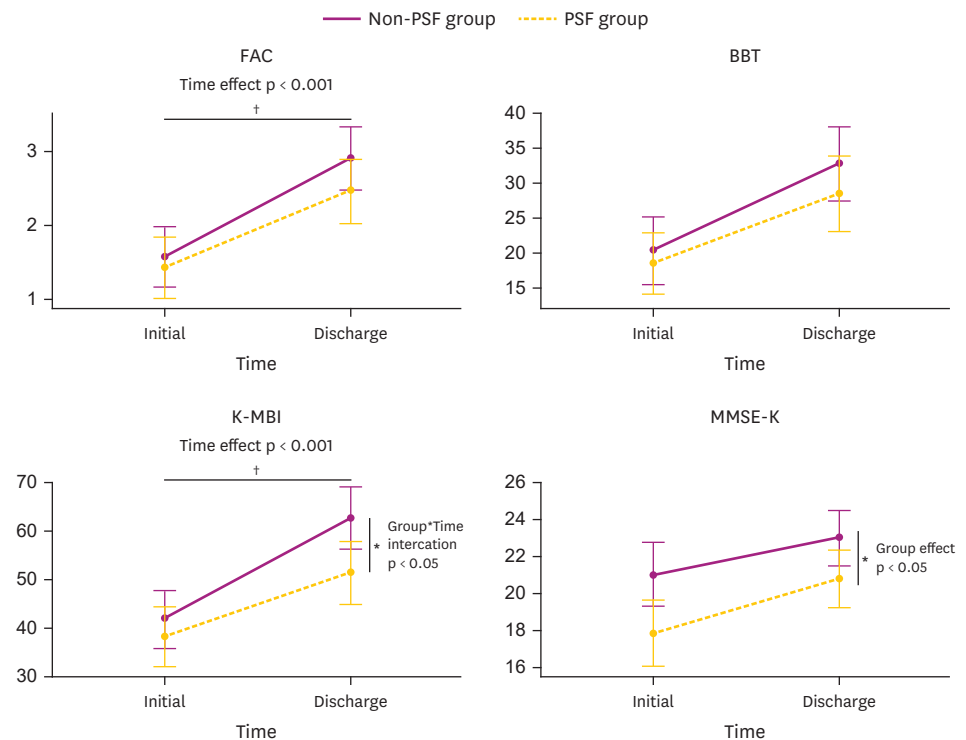 Non-PSF group PSF group
FAC
Time effect p < 0.001
†
3
2
1
Initial Discharge
Time
BBT
40
35
30
25
20
15
Initial Discharge
Time
K-MBI
Time effect p < 0.001
†
70
60
50
40
30
* Group*Time
intercation
p < 0.05
Initial Discharge
Time
MMSE-K
26
24
22
20
18
16
* Group effect
p < 0.05
Initial Discharge
Time